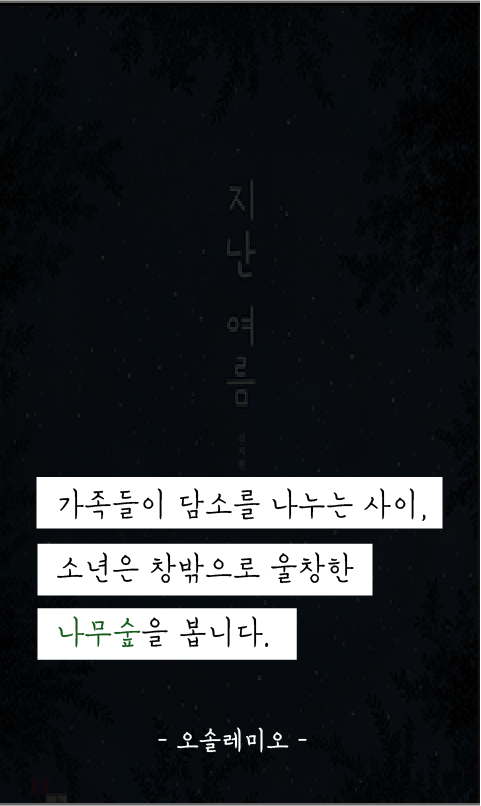 지난 여름
가족들이 담소를 나누는 사이,
소년은 창밖으로 울창한
나무숲을 봅니다.
- 오솔레미오 -